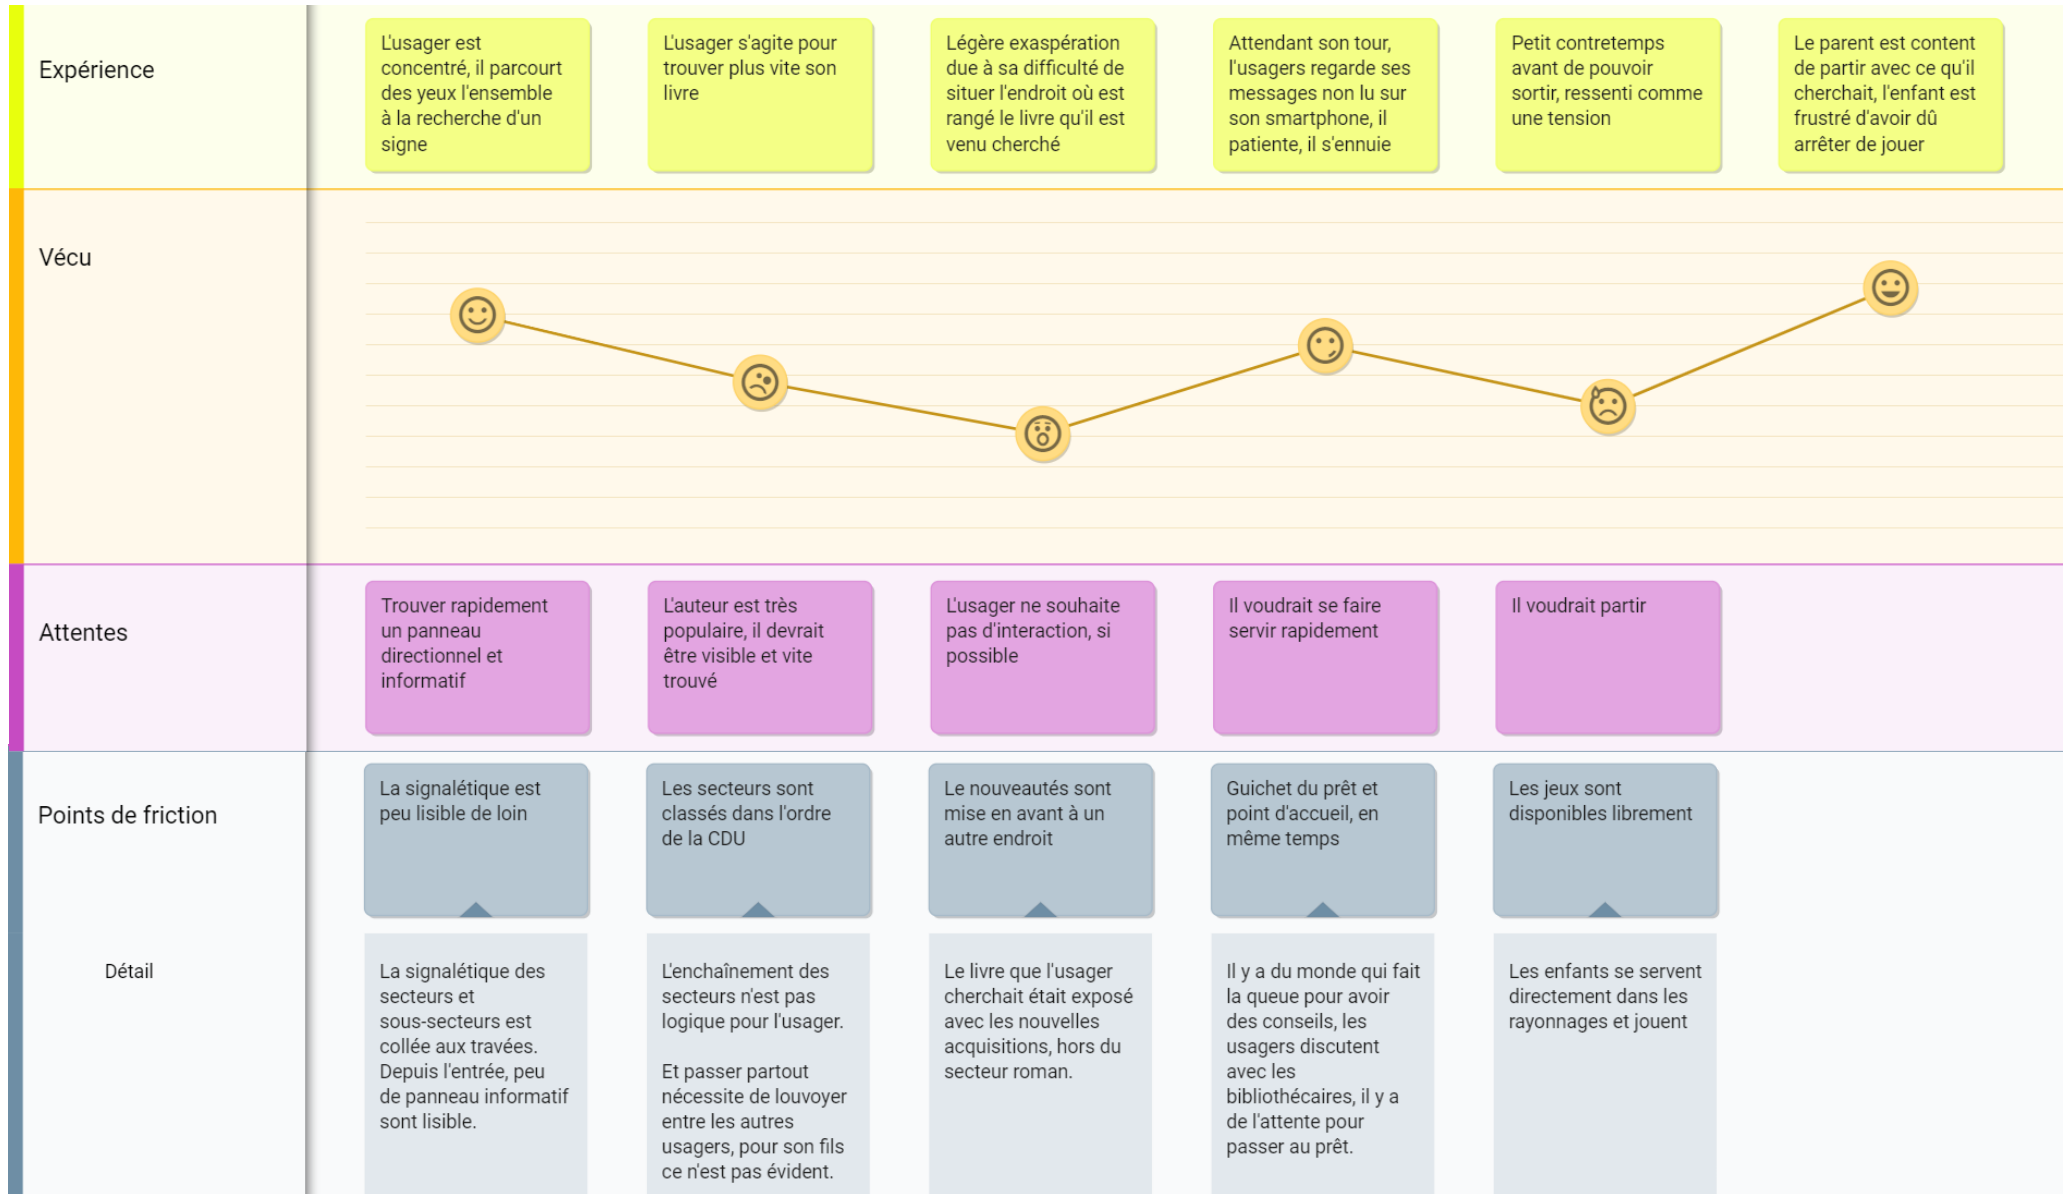 Expérience
L'usager est
concentré, il parcourt
des yeux l'ensemble
à la recherche d'un
signe
L'usager s'agite pour
trouver plus vite son
livre
Légère exaspération
due à sa difficulté de
situer l'endroit où est
rangé le livre qu'il est
venu cherché
Attendant son tour,
l'usagers regarde ses
messages non lu sur
son smartphone, il
patiente, il s'ennuie
Petit contretemps
avant de pouvoir
sortir, ressenti comme
une tension
Le parent est content
de partir avec ce qu'il
cherchait, l'enfant est
frustré d'avoir dû
arrêter de jouer
Vécu
Attentes
Trouver rapidement
un panneau
directionnel et
informatif
L'auteur est très
populaire, il devrait
être visible et vite
trouvé
L'usager ne souhaite
pas d'interaction, si
possible
Il voudrait se faire
servir rapidement
Il voudrait partir
Points de friction
La signalétique est
peu lisible de loin
Les secteurs sont
classés dans l'ordre
de la CDU
Le nouveautés sont
mise en avant à un
autre endroit
Guichet du prêt et
point d'accueil, en
même temps
Les jeux sont
disponibles librement
Détail
La signalétique des
secteurs et
sous-secteurs est
collée aux travées.
Depuis l'entrée, peu
de panneau informatif
sont lisible.
L'enchaînement des
secteurs n'est pas
logique pour l'usager.
Et passer partout
nécessite de louvoyer
entre les autres
usagers, pour son fils
ce n'est pas évident.
Le livre que l'usager
cherchait était exposé
avec les nouvelles
acquisitions, hors du
secteur roman.
Il y a du monde qui fait
la queue pour avoir
des conseils, les
usagers discutent
avec les
bibliothécaires, il y a
de l'attente pour
passer au prêt.
Les enfants se servent
directement dans les
rayonnages et jouent